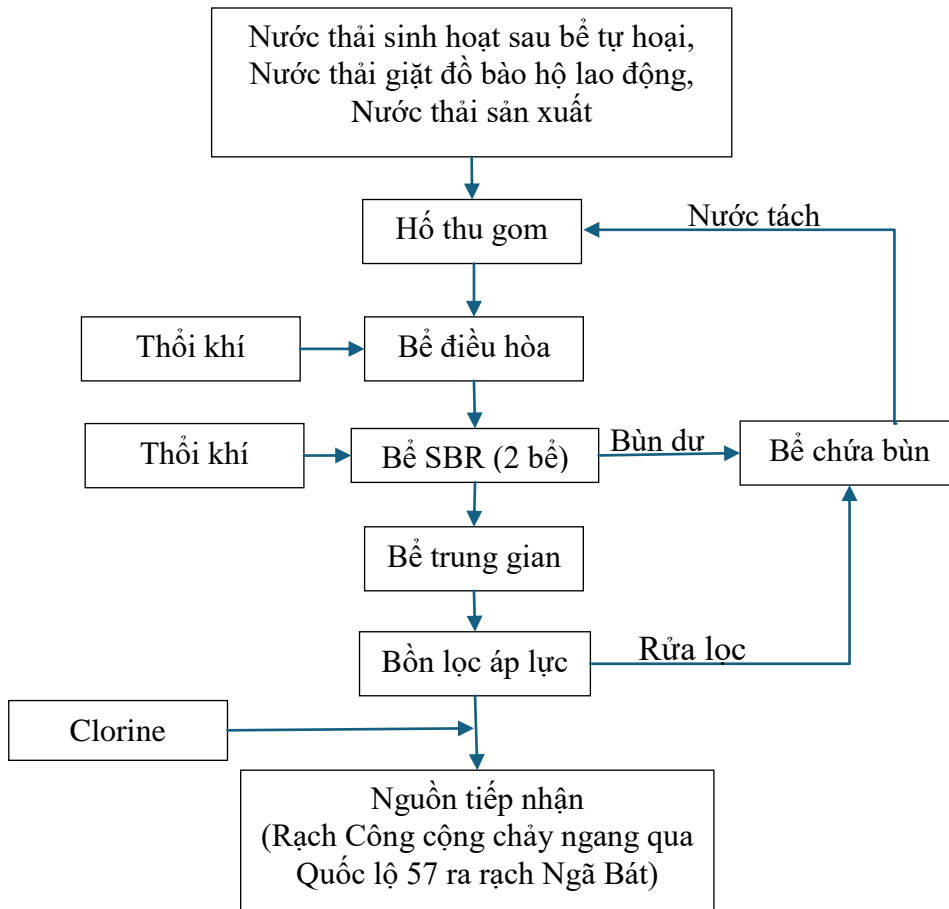 Nước thải sinh hoạt sau bể tự hoại,
Nước thải giặt đồ bào hộ lao động,
Nước thải sản xuất
Nước tách
Hố thu gom
Thổi khí
Bể điều hòa
Thổi khí
Bể SBR (2 bể)
Bùn dư
Bể chứa bùn
Bể trung gian
Bồn lọc áp lực
Rửa lọc
Clorine
Nguồn tiếp nhận
(Rạch Công cộng chảy ngang qua
Quốc lộ 57 ra rạch Ngã Bát)